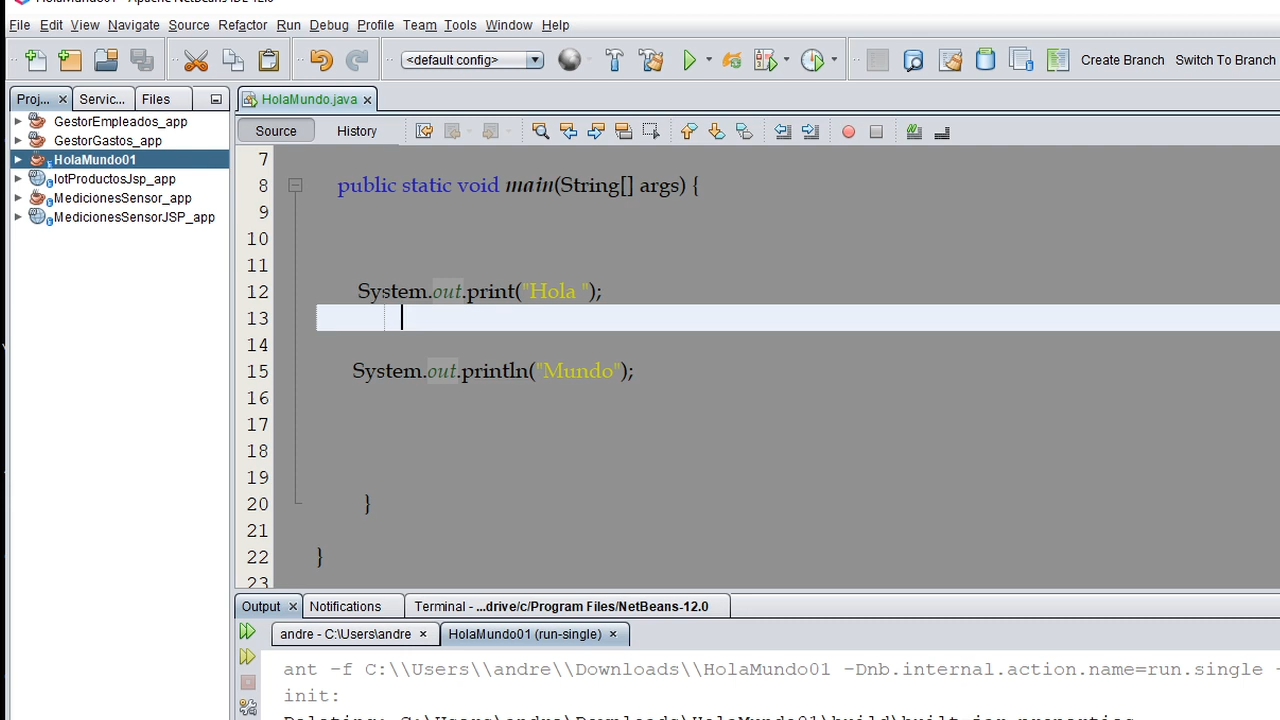 File Edit View Navigate Source Refactor Run Debug Profile Team Tools Window Help
<default config> Create Branch Switch To Branch
Proj... Servic... Files HolaMundo.java
Source History
GestorEmpleados_app
GestorGastos_app
HolaMundo01
IotProductosJsp_app
MedicionesSensor_app
MedicionesSensorJSP_app
7
8 public static void main(String[] args) {
9
10
11
12 System.out.print("Hola ");
13
14
15 System.out.println("Mundo");
16
17
18
19
20 }
21
22 }
23
Output Notifications Terminal - ...drive/c/Program Files/NetBeans-12.0
andre - C:\Users\andre HolaMundo01 (run-single)
ant -f C:\\Users\\andre\\Downloads\\HolaMundo01 -Dnb.internal.action.name=run.single -
init: